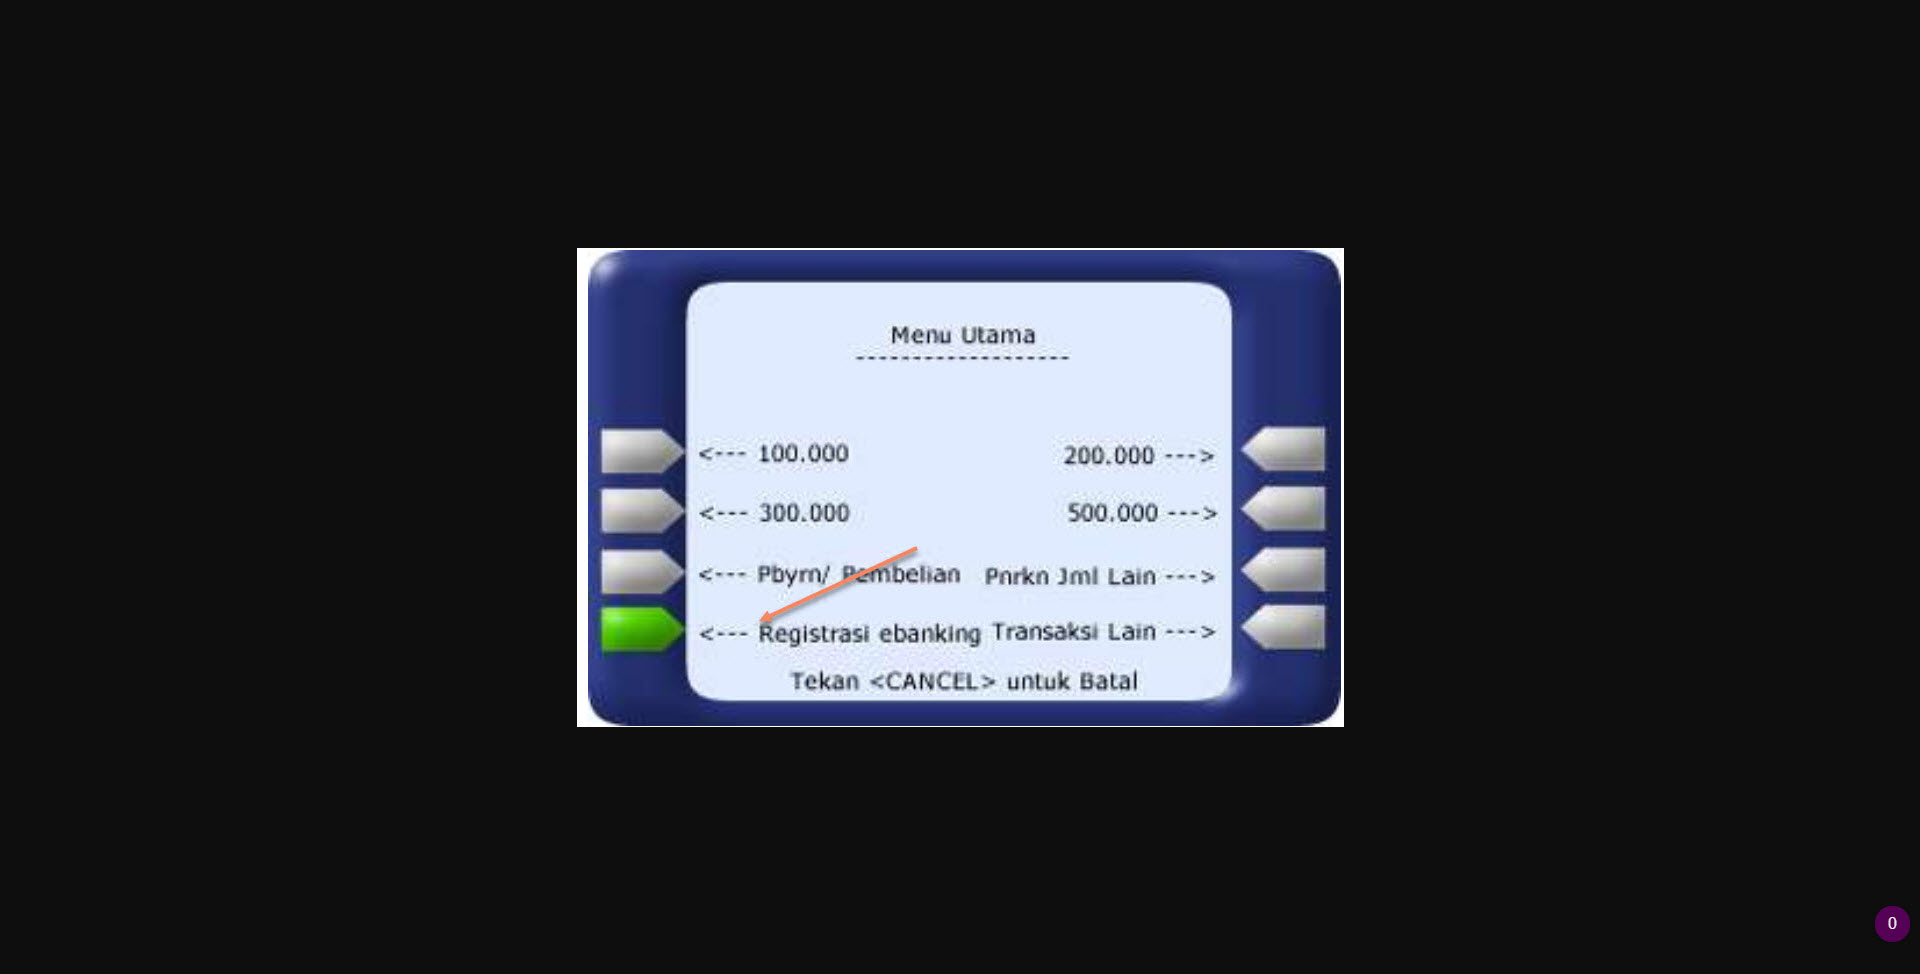 Menu Utama
-------------------
<--- 100.000
200.000 --->
<--- 300.000
500.000 --->
<--- Pbyrn/ Pembelian
Pnrkn Jml Lain --->
<--- Registrasi ebanking
Transaksi Lain --->
Tekan <CANCEL> untuk Batal
0